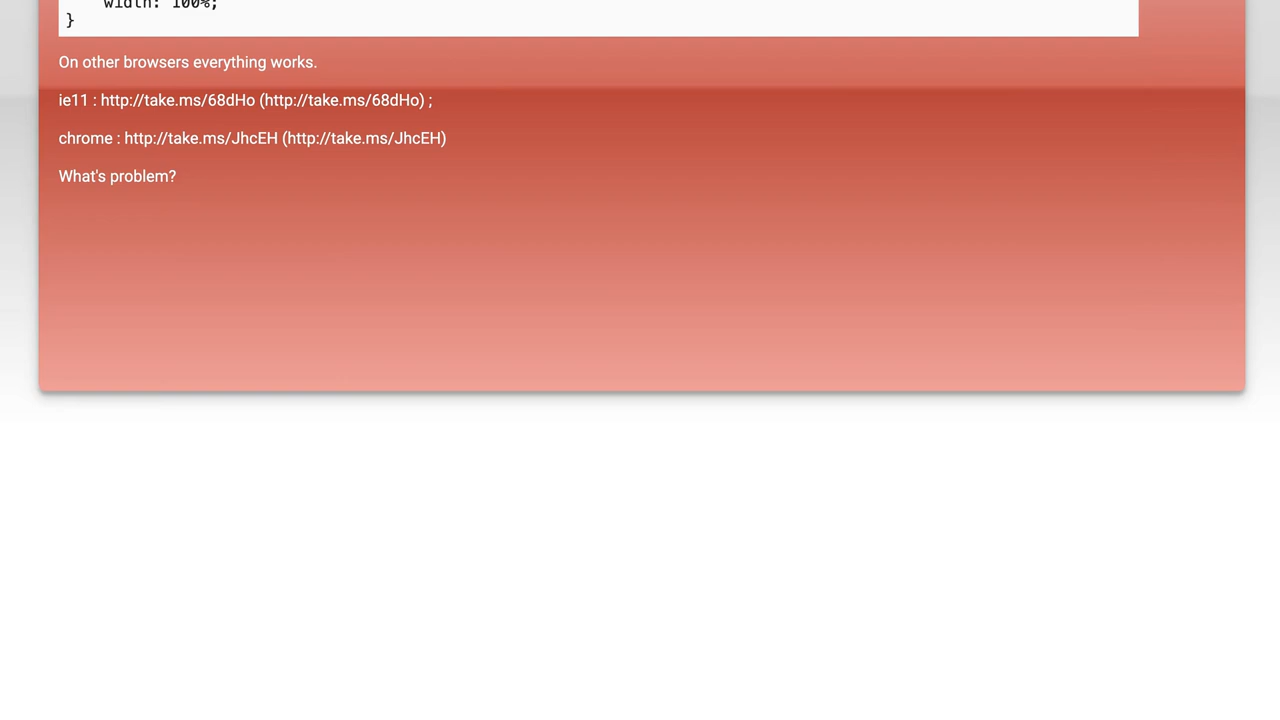 width: 100%;
}
On other browsers everything works.
ie11 : http://take.ms/68dHo (http://take.ms/68dHo) ;
chrome : http://take.ms/JhcEH (http://take.ms/JhcEH)
What's problem?